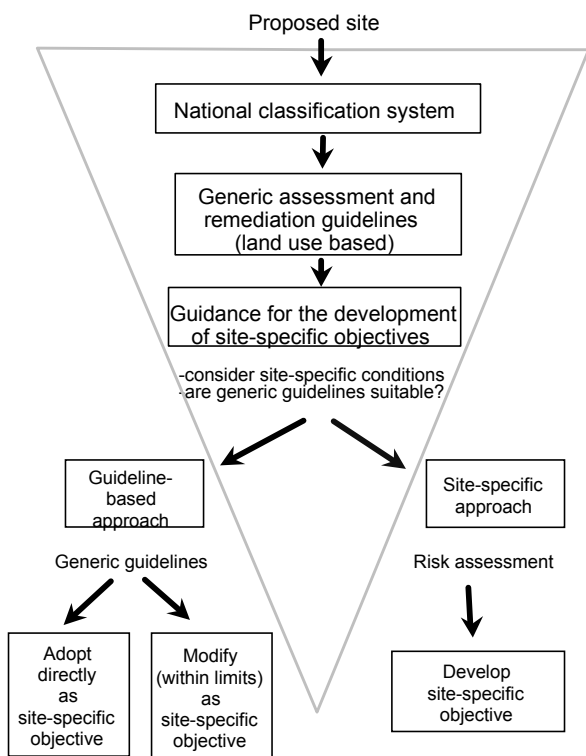 Proposed site
National classification system
Generic assessment and
remediation guidelines
(land use based)
Guidance for the development
of site-specific objectives
-consider site-specific conditions
-are generic guidelines suitable?
Guideline-
based
approach
Generic guidelines
Adopt
directly
as
site-specific
objective
Modify
(within limits)
as
site-specific
objective
Site-specific
approach
Risk assessment
Develop
site-specific
objective